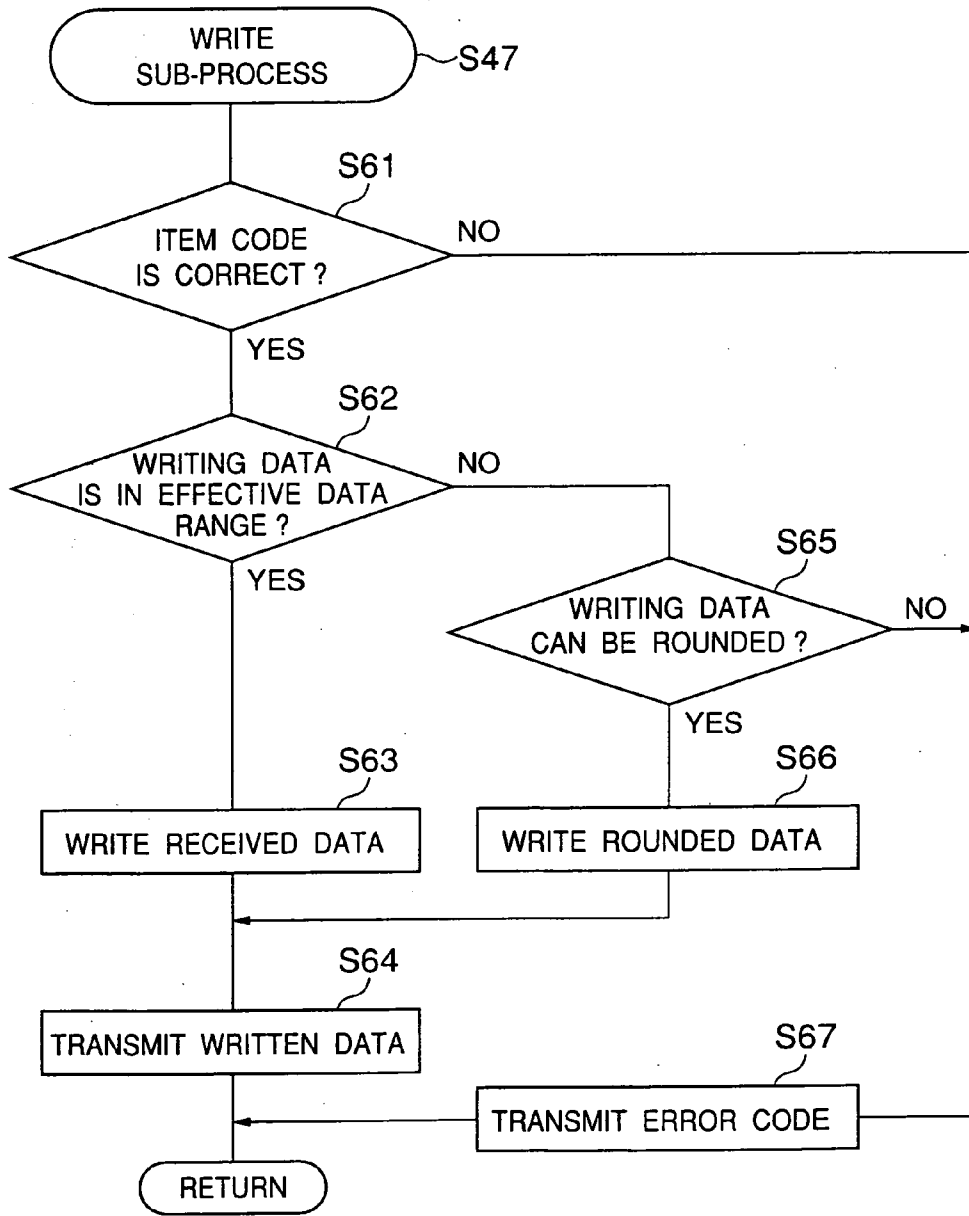 WRITE
SUB-PROCESS
S47
S61
ITEM CODE
IS CORRECT?
NO
YES
S62
WRITING DATA
IS IN EFFECTIVE DATA
RANGE?
NO
YES
S65
WRITING DATA
CAN BE ROUNDED?
NO
YES
S63
WRITE RECEIVED DATA
S66
WRITE ROUNDED DATA
S64
TRANSMIT WRITTEN DATA
S67
TRANSMIT ERROR CODE
RETURN